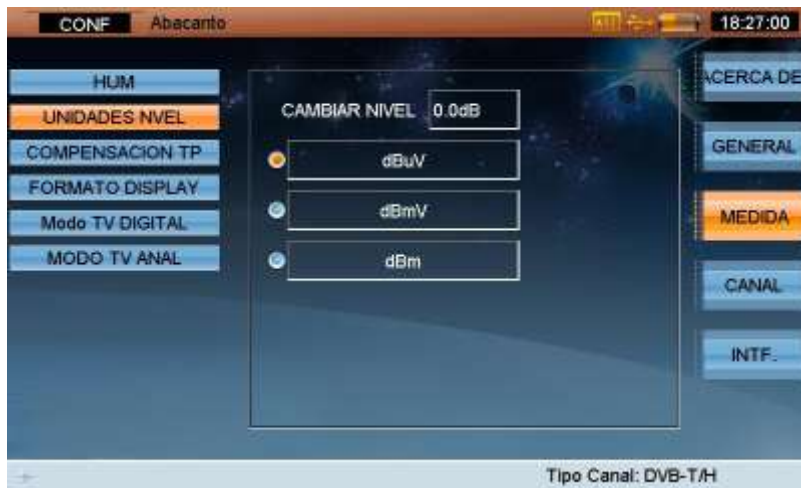 CONF Abacanto 18:27:00
HUM
UNIDADES NVEL
COMPENSACION TP
FORMATO DISPLAY
Modo TV DIGITAL
MODO TV ANAL
CAMBIAR NIVEL 0.0dB
dBuV
dBmV
dBm
ACERCA DE
GENERAL
MEDIDA
CANAL
INTF.
Tipo Canal: DVB-T/H